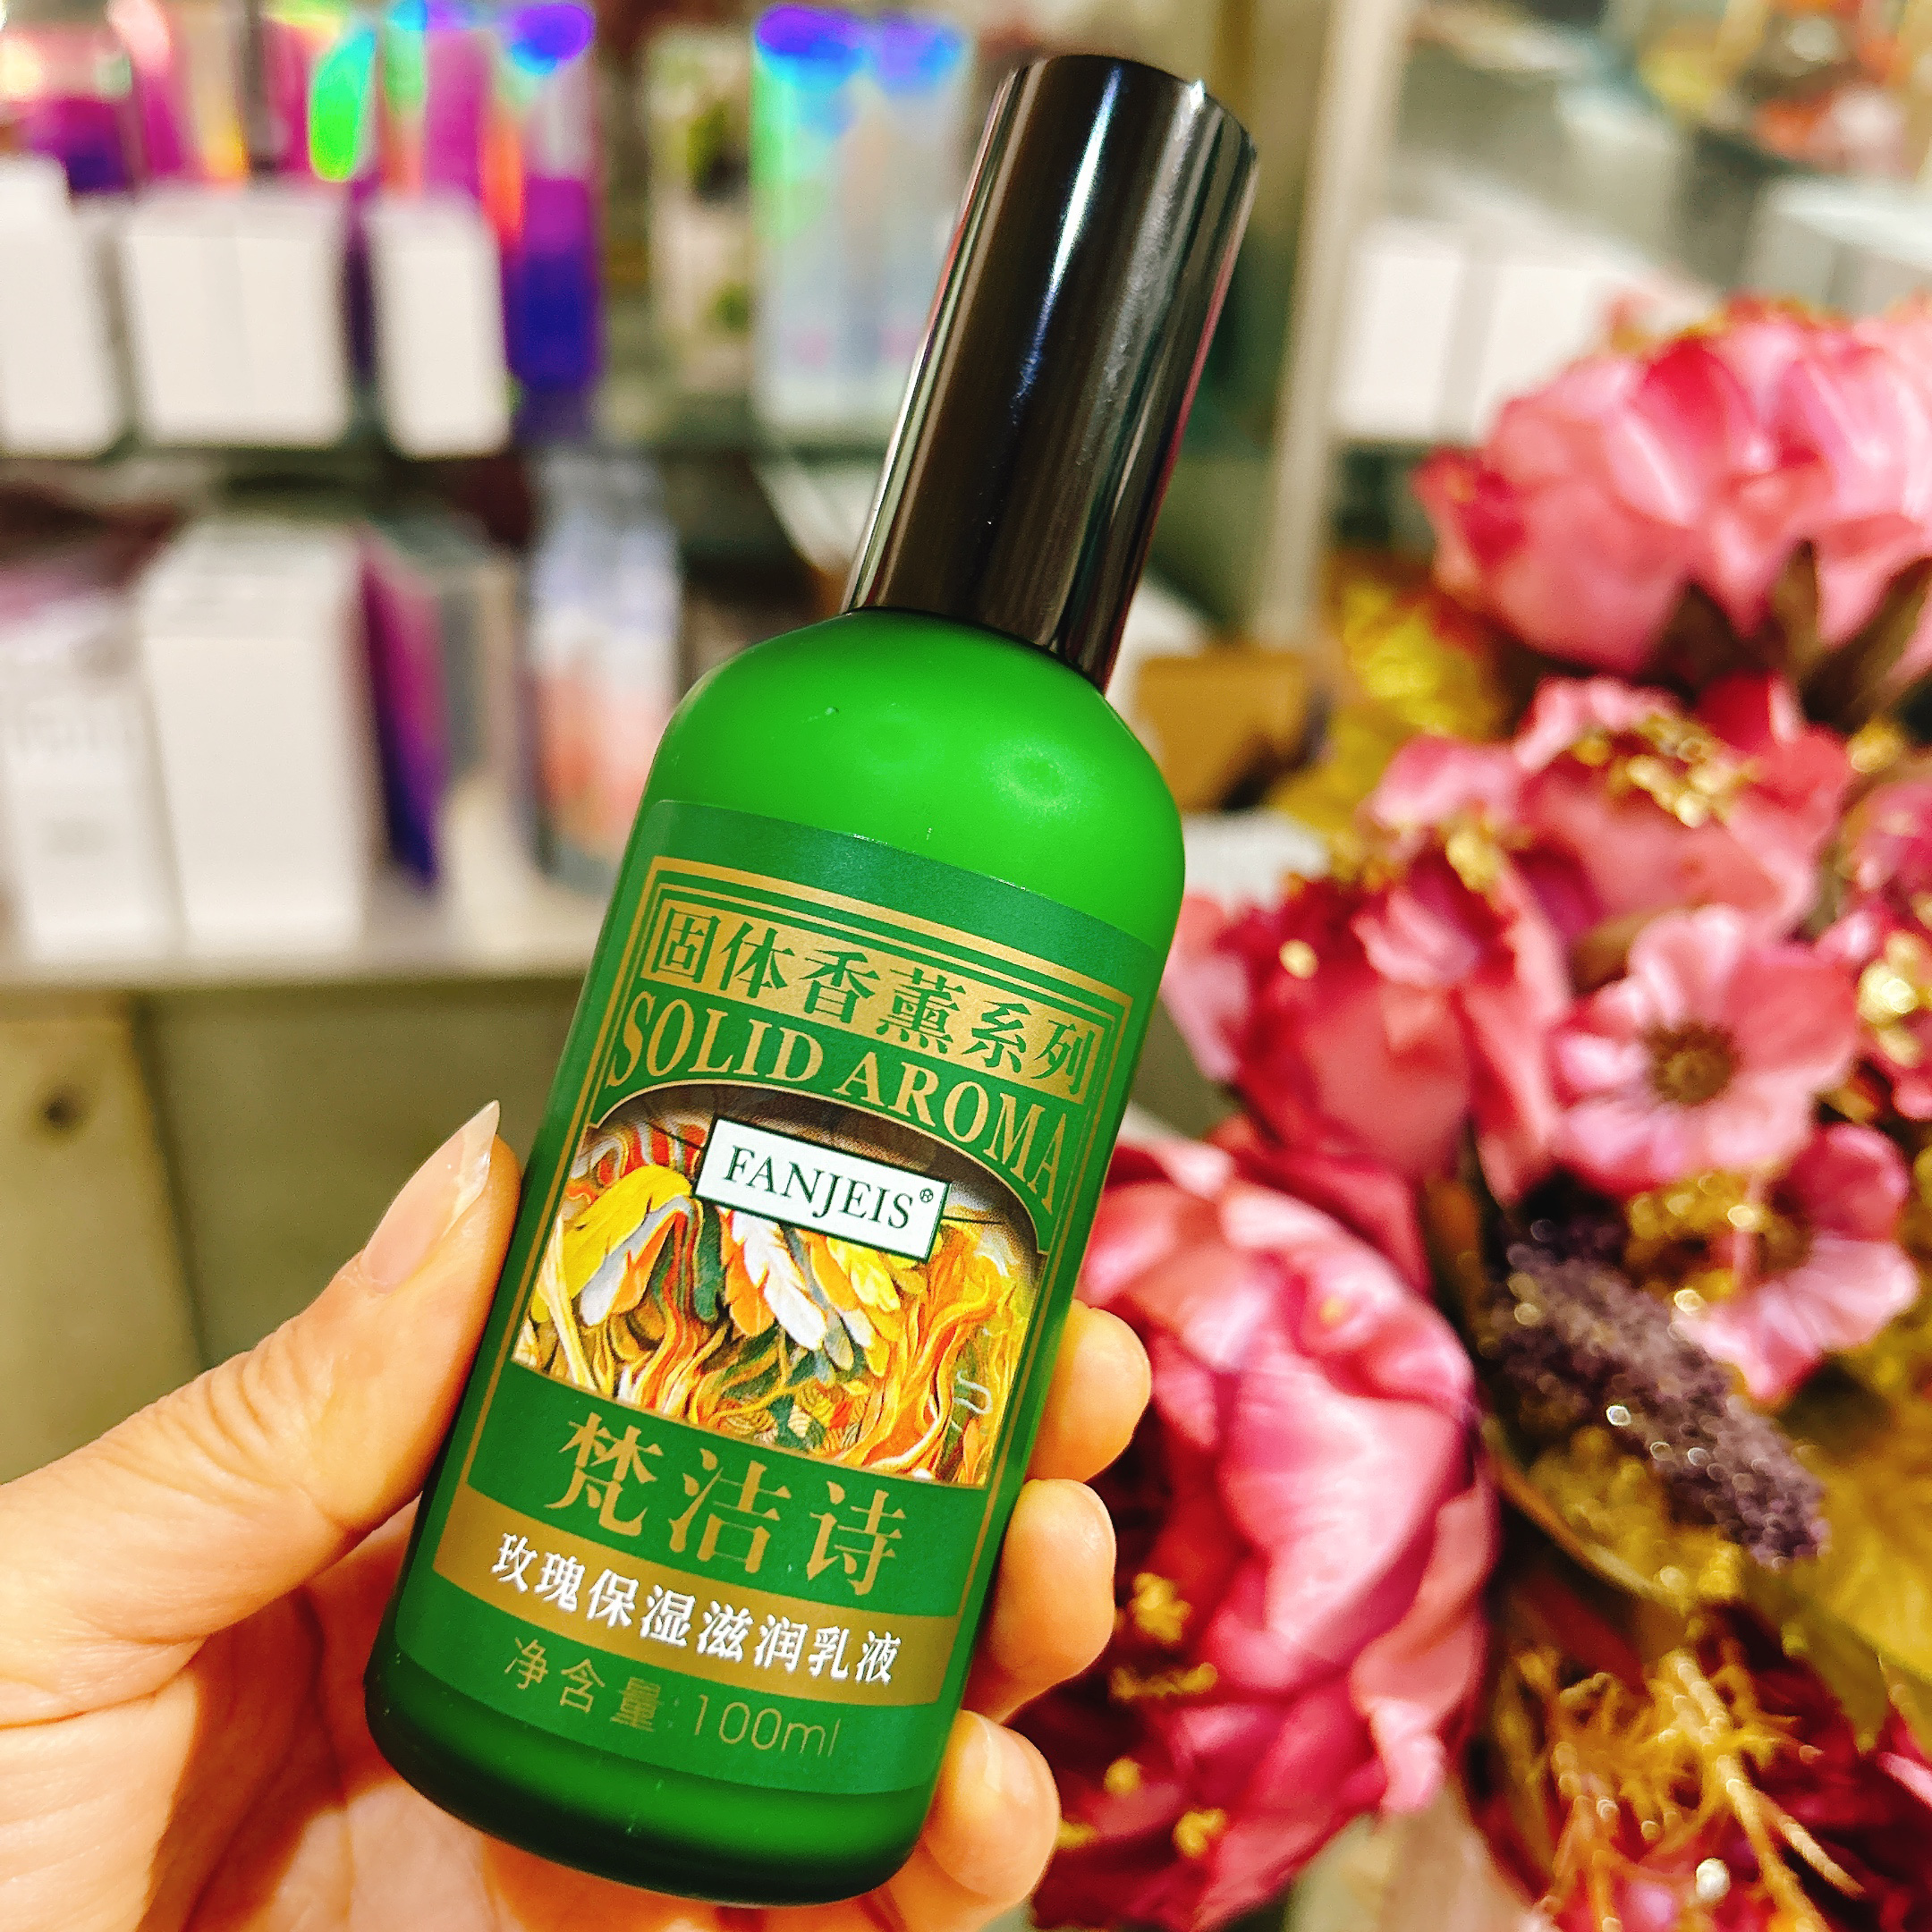 固体香薰系列
SOLID AROMA
FANJEIS®
梵洁诗
玫瑰保湿滋润乳液
净含量:100ml